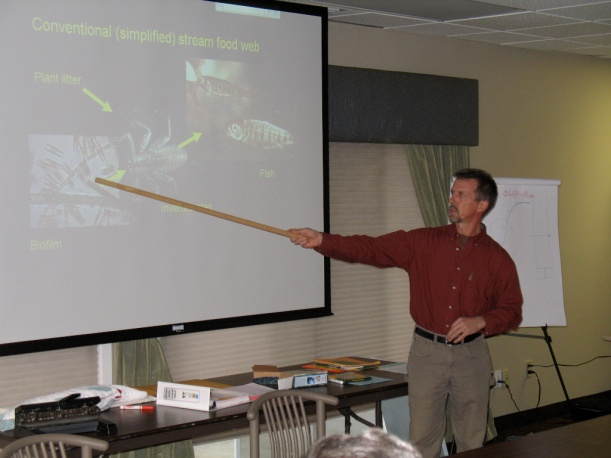 Conventional (simplified) stream food web
Plant litter
Fish
Biofilm